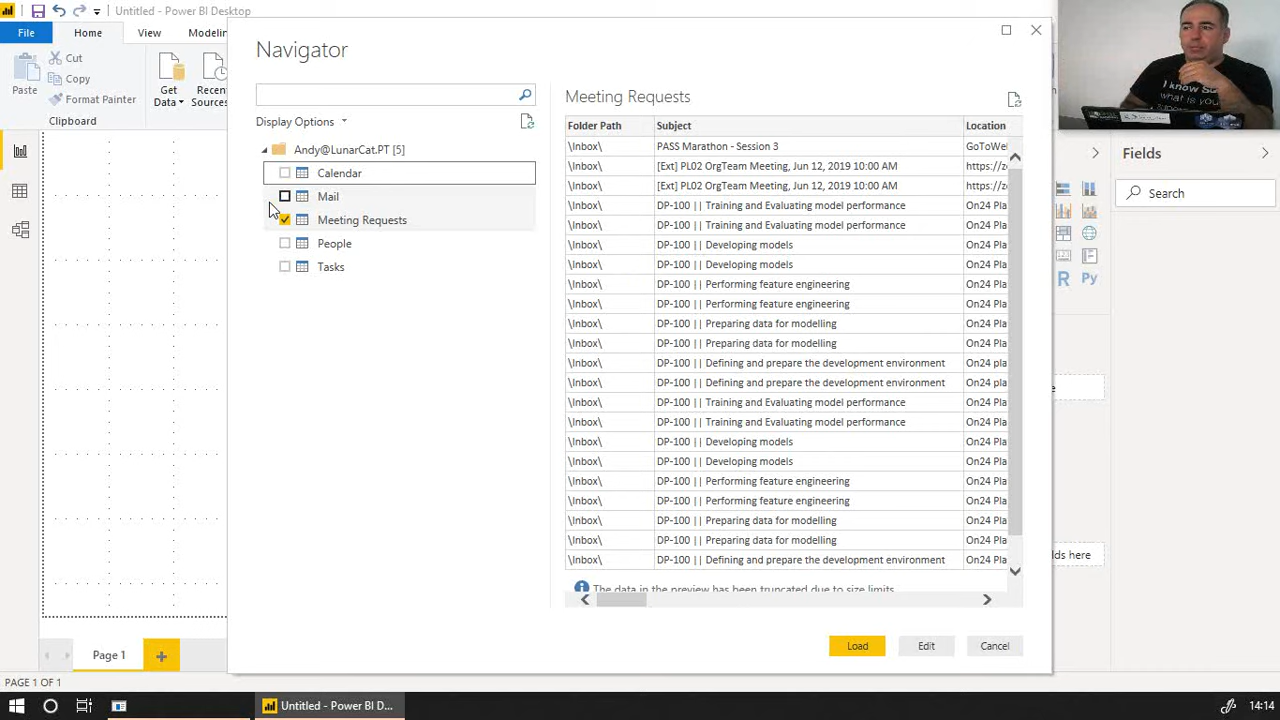 Untitled - Power BI Desktop
File
Home
View
Modelin
Cut
Copy
Format Painter
Paste
Clipboard
Get
Data
Recent
Sources
Navigator
Display Options
Andy@LunarCat.PT [5]
Calendar
Mail
Meeting Requests
People
Tasks
Meeting Requests
Folder Path Subject Location
\Inbox\ PASS Marathon - Session 3 GoToWel
\Inbox\ [Ext] PL02 OrgTeam Meeting, Jun 12, 2019 10:00 AM https://zo
\Inbox\ [Ext] PL02 OrgTeam Meeting, Jun 12, 2019 10:00 AM https://zo
\Inbox\ DP-100 || Training and Evaluating model performance On24 Pla
\Inbox\ DP-100 || Training and Evaluating model performance On24 Pla
\Inbox\ DP-100 || Developing models On24 Pla
\Inbox\ DP-100 || Developing models On24 Pla
\Inbox\ DP-100 || Performing feature engineering On24 Pla
\Inbox\ DP-100 || Performing feature engineering On24 Pla
\Inbox\ DP-100 || Preparing data for modelling On24 Pla
\Inbox\ DP-100 || Preparing data for modelling On24 Pla
\Inbox\ DP-100 || Defining and prepare the development environment On24 pla
\Inbox\ DP-100 || Defining and prepare the development environment On24 pla
\Inbox\ DP-100 || Training and Evaluating model performance On24 Pla
\Inbox\ DP-100 || Training and Evaluating model performance On24 Pla
\Inbox\ DP-100 || Developing models On24 Pla
\Inbox\ DP-100 || Developing models On24 Pla
\Inbox\ DP-100 || Performing feature engineering On24 Pla
\Inbox\ DP-100 || Performing feature engineering On24 Pla
\Inbox\ DP-100 || Preparing data for modelling On24 Pla
\Inbox\ DP-100 || Preparing data for modelling On24 Pla
\Inbox\ DP-100 || Defining and prepare the development environment On24 Pla
The data in the preview has been truncated due to size limits.
Load
Edit
Cancel
I know
what is
Fields
Search
R
Py
e
lds here
Page 1
PAGE 1 OF 1
Untitled - Power BI D...
14:14